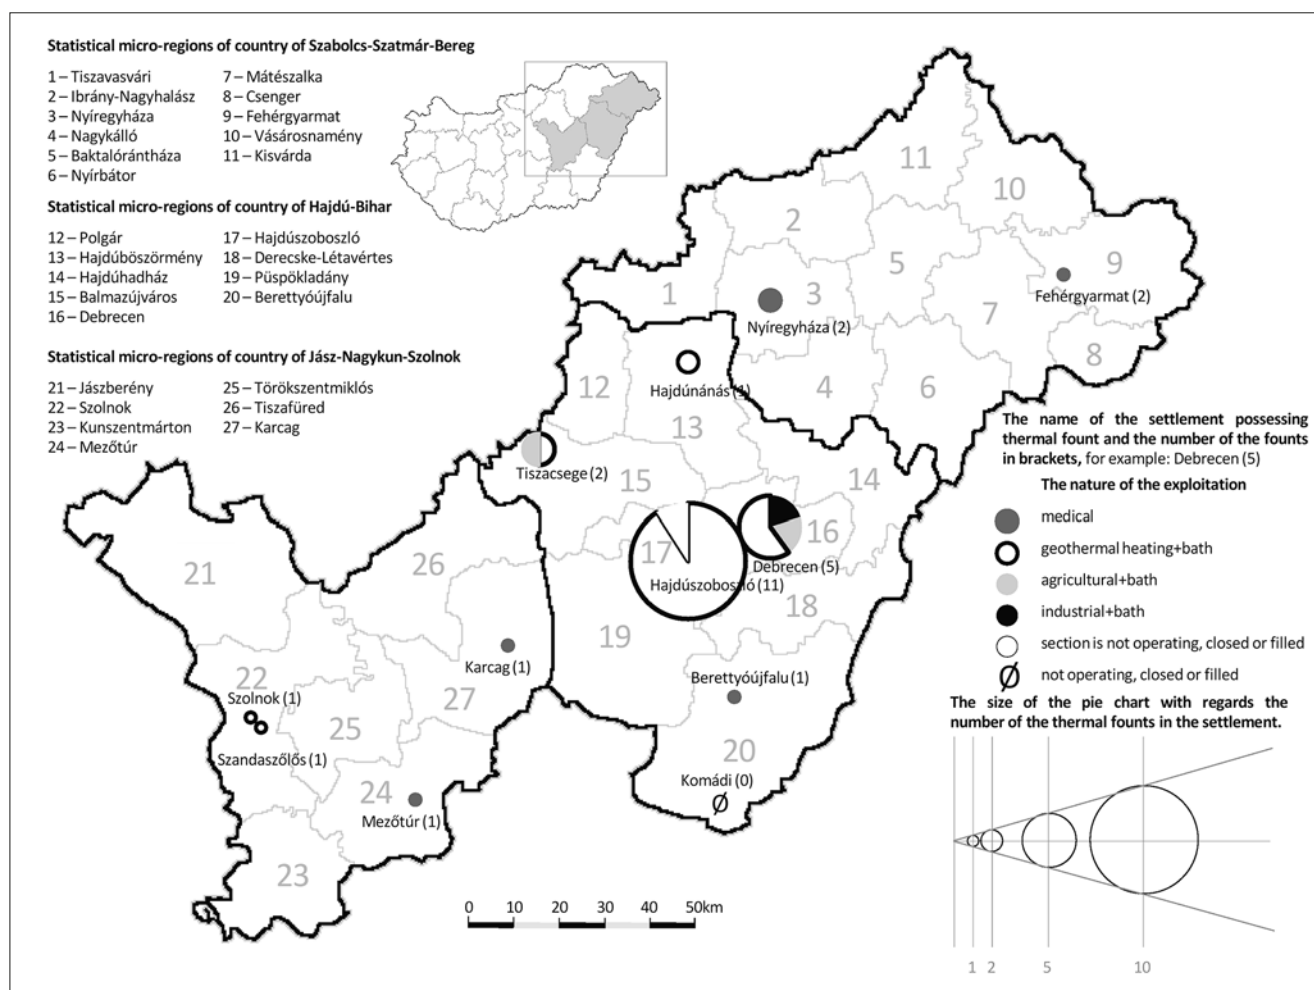 Statistical micro-regions of country of Szabolcs-Szatmár-Bereg
1 – Tiszavasvári
2 – Ibrány-Nagyhalász
3 – Nyíregyháza
4 – Nagykálló
5 – Baktalórántháza
6 – Nyírbátor
7 – Mátészalka
8 – Csenger
9 – Fehérgyarmat
10 – Vásárosnamény
11 – Kisvárda
Statistical micro-regions of country of Hajdú-Bihar
12 – Polgár
13 – Hajdúböszörmény
14 – Hajdúhadház
15 – Balmazújváros
16 – Debrecen
17 – Hajdúszoboszló
18 – Derecske-Létavértes
19 – Püspökladány
20 – Berettyóújfalu
Statistical micro-regions of country of Jász-Nagykun-Szolnok
21 – Jászberény
22 – Szolnok
23 – Kunszentmárton
24 – Mezőtúr
25 – Törökszentmiklós
26 – Tiszafüred
27 – Karcag
11
10
2
5
9
Fehérgyarmat (2)
1
3
Nyíregyháza (2)
7
8
4
6
12
Hajdúnánás (1)
13
Tiszacsege (2)
15
14
16
Debrecen (5)
17
Hajdúszoboszló (11)
18
19
21
26
Karcag (1)
27
22
Szolnok (1)
25
Szandaszőlős (1)
24
Mezőtúr (1)
23
Berettyóújfalu (1)
20
Komádi (0)
The name of the settlement possessing
thermal fount and the number of the founts
in brackets, for example: Debrecen (5)
The nature of the exploitation
medical
geothermal heating+bath
agricultural+bath
industrial+bath
section is not operating, closed or filled
not operating, closed or filled
The size of the pie chart with regards the
number of the thermal founts in the settlement.
1 2 5 10
0 10 20 30 40 50km